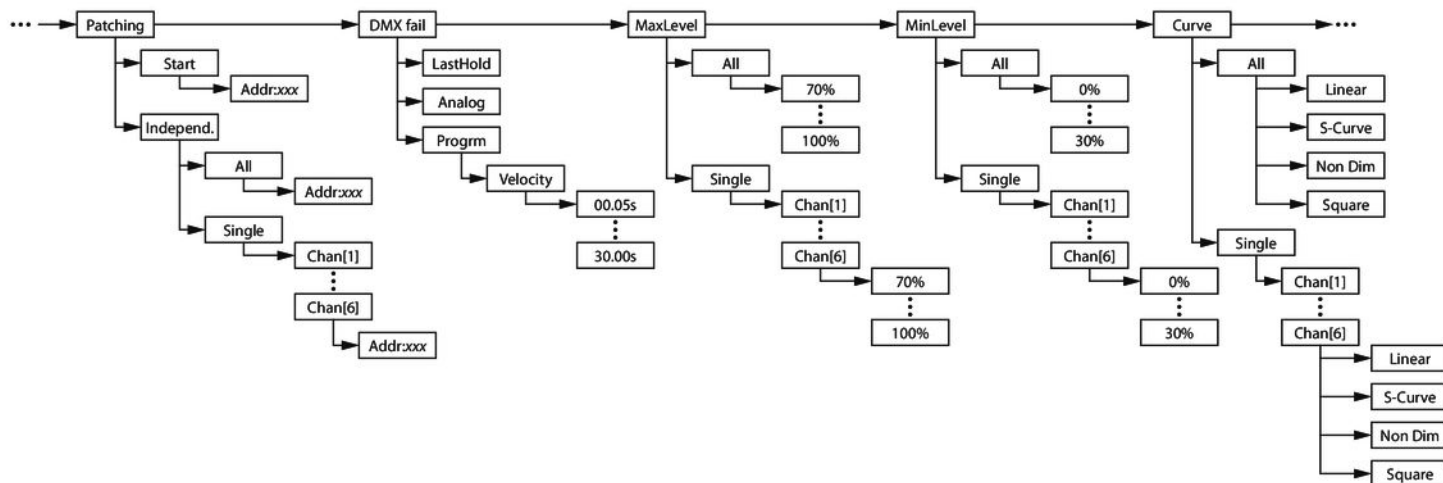 Patching
DMX fail
MaxLevel
MinLevel
Curve
Start
Addr:xxx
Independ.
All
Addr:xxx
Single
Chan[1]
Chan[6]
Addr:xxx
LastHold
Analog
Progrm
Velocity
00.05s
30.00s
All
70%
100%
Single
Chan[1]
Chan[6]
70%
100%
All
0%
30%
Single
Chan[1]
Chan[6]
0%
30%
All
Linear
S-Curve
Non Dim
Square
Single
Chan[1]
Chan[6]
Linear
S-Curve
Non Dim
Square